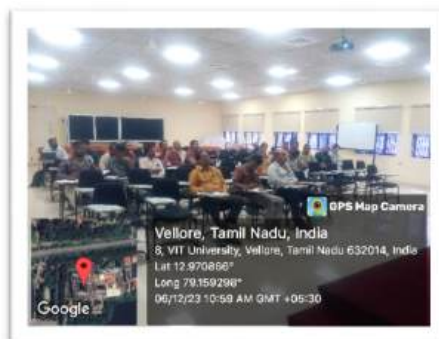 GPS Map Camera
Vellore, Tamil Nadu, India
8, VIT University, Vellore, Tamil Nadu 632014, India
Lat 12.970866°
Long 79.159298°
06/12/23 10:59 AM GMT +05:30
Google